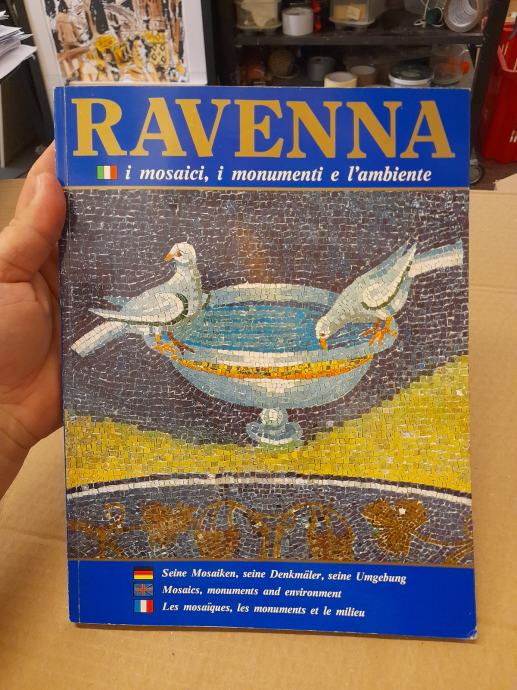 RAVENNA
i mosaici, i monumenti e l'ambiente
Seine Mosaiken, seine Denkmäler, seine Umgebung
Mosaics, monuments and environment
Les mosaïques, les monuments et le milieu